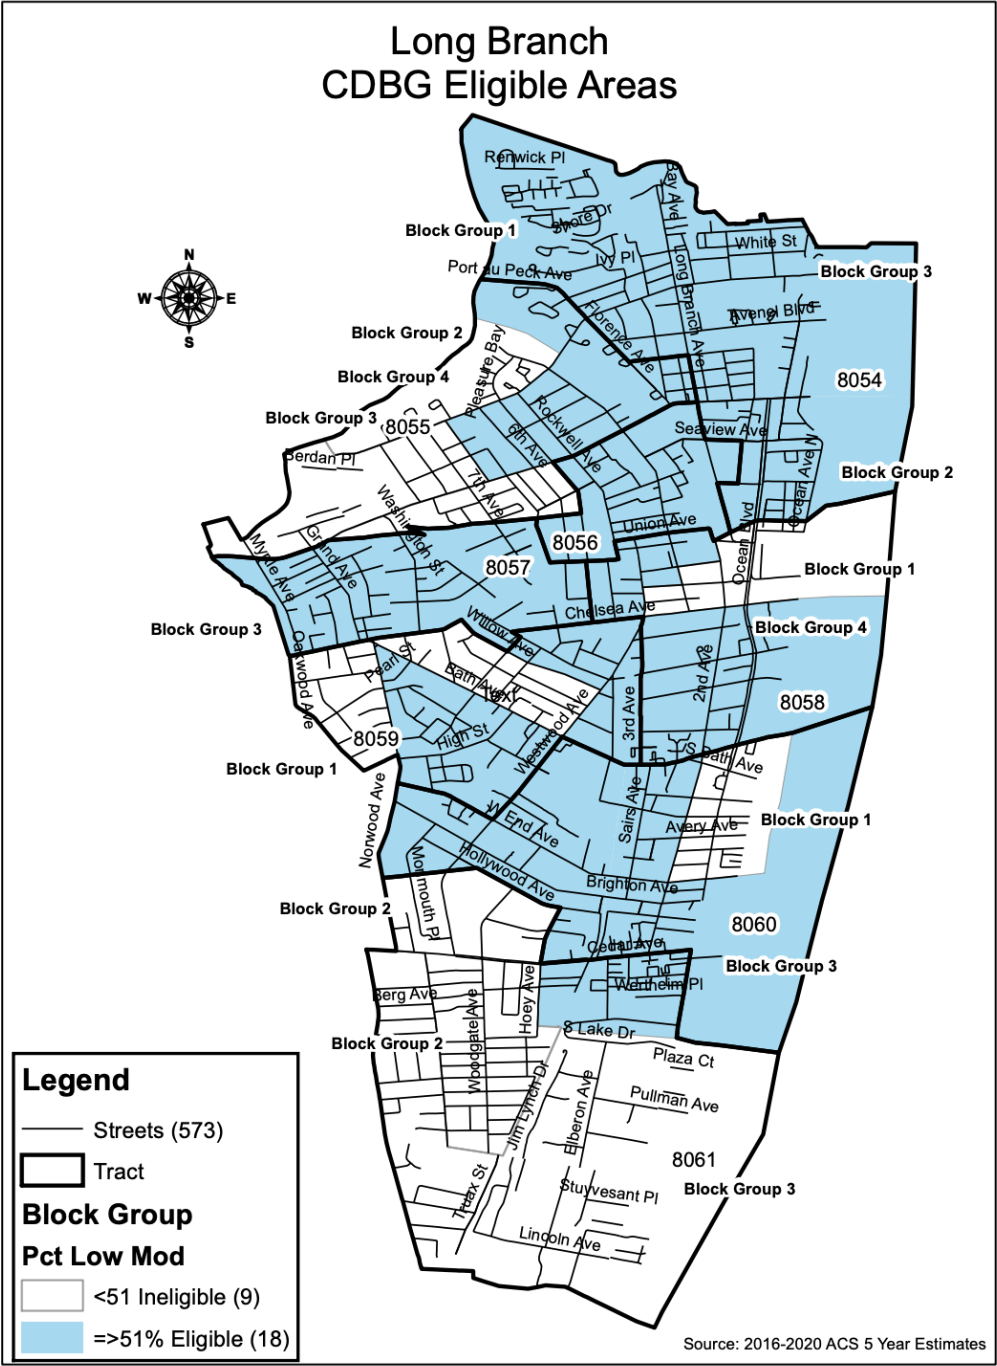 Long Branch
CDBG Eligible Areas
Renwick Pl
Bay Ave
Shore Dr
Block Group 1
White St
Ivy Pl
Port au Peck Ave
Block Group 3
N
W
E
S
Long Branch Ave
Florence Ave
Avenel Blvd
Block Group 2
Pleasure Bay
Block Group 4
8054
Block Group 3
8055
Rockwell Ave
6th Ave
Seaview Ave
Berdan Pl
Ocean Ave N
Block Group 2
7th Ave
Washington St
Union Ave
Grand Ave
Myrtle Ave
8056
Ocean Blvd
8057
Block Group 1
Chelsea Ave
Willow Ave
Block Group 3
Block Group 4
Oakwood Ave
Pearl St
Bath Ave
Text
2nd Ave
8058
3rd Ave
Westwood Ave
High St
8059
S Bath Ave
Block Group 1
Norwood Ave
Sairs Ave
W End Ave
Avery Ave
Block Group 1
Hollywood Ave
Monmouth Pl
Brighton Ave
Block Group 2
8060
Cedar Ave
Block Group 3
Wertheim Pl
Berg Ave
Hoey Ave
Woodgate Ave
S Lake Dr
Block Group 2
Plaza Ct
Jim Lynch Dr
Elberon Ave
Pullman Ave
8061
Truax St
Stuyvesant Pl
Block Group 3
Lincoln Ave
Legend
Streets (573)
Tract
Block Group
Pct Low Mod
<51 Ineligible (9)
=>51% Eligible (18)
Source: 2016-2020 ACS 5 Year Estimates